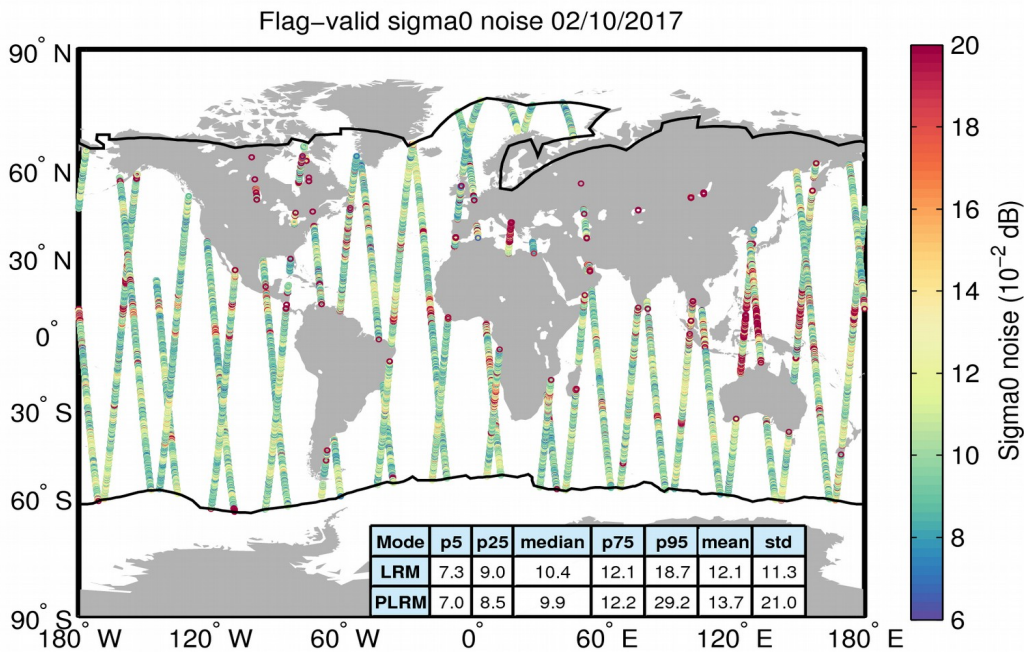 Flag−valid sigma0 noise 02/10/2017
90° N
60° N
30° N
0°
30° S
60° S
90° S
180° W
120° W
60° W
0°
60° E
120° E
180° E
Mode p5 p25 median p75 p95 mean std
LRM 7.3 9.0 10.4 12.1 18.7 12.1 11.3
PLRM 7.0 8.5 9.9 12.2 29.2 13.7 21.0
20
18
16
14
12
10
8
6
Sigma0 noise (10⁻² dB)